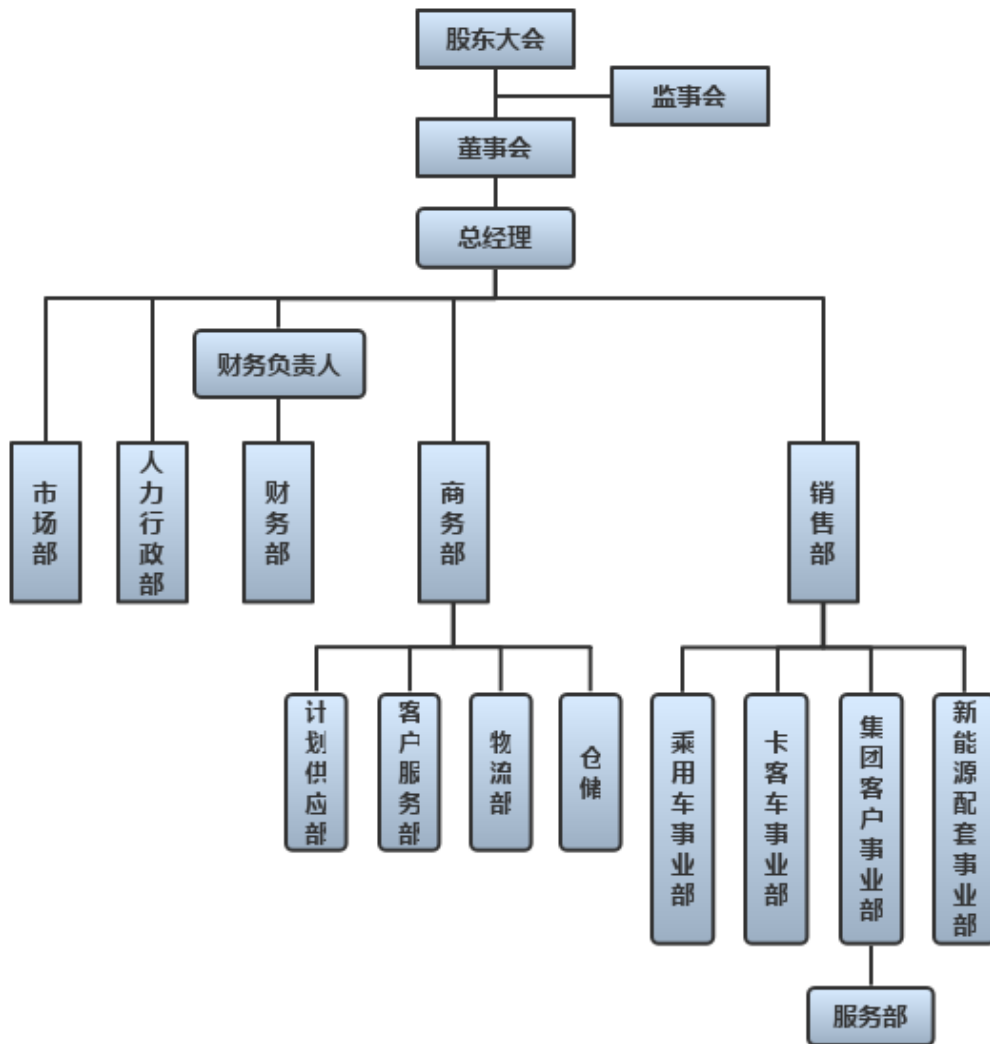 股东大会
监事会
董事会
总经理
财务负责人
市场部
人力行政部
财务部
商务部
销售部
计划供应部
客户服务部
物流部
仓储
乘用车事业部
卡客车事业部
集团客户事业部
新能源配套事业部
服务部